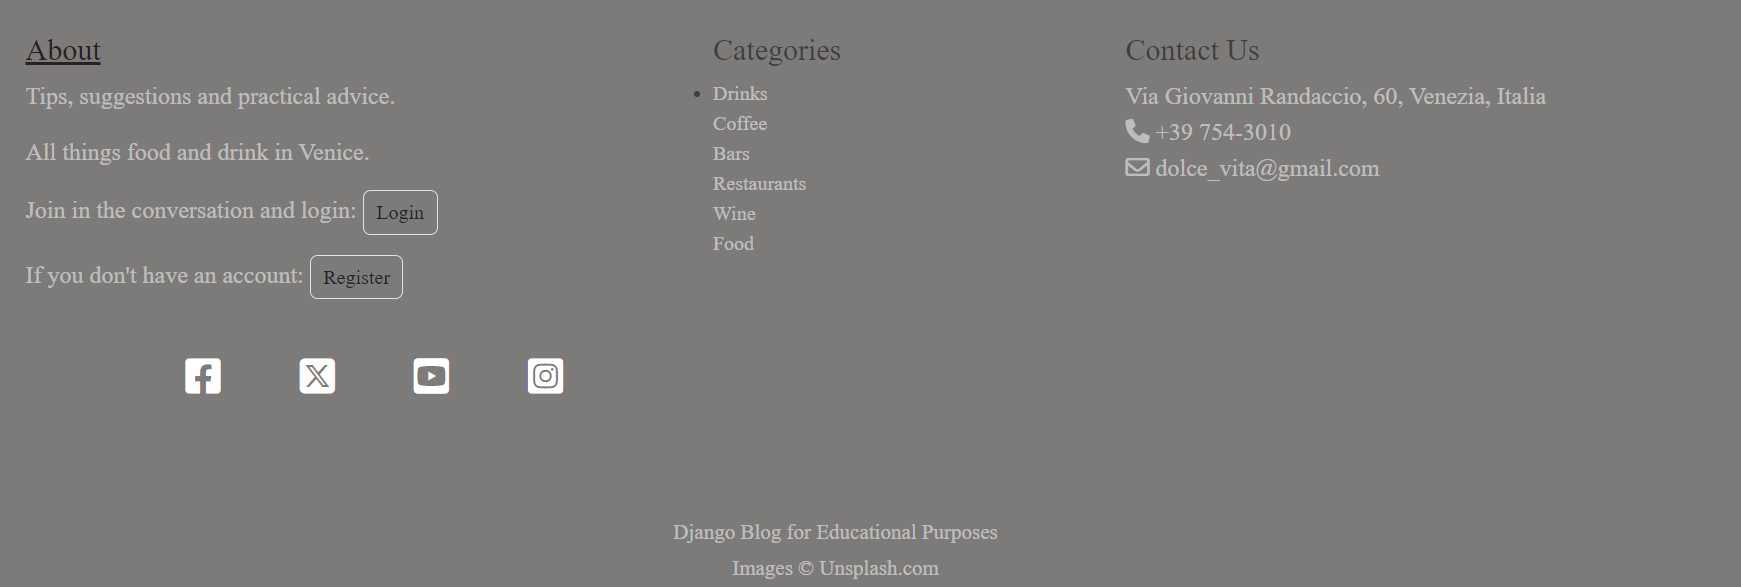 About
Tips, suggestions and practical advice.
All things food and drink in Venice.
Join in the conversation and login: Login
If you don't have an account: Register
Categories
Drinks
Coffee
Bars
Restaurants
Wine
Food
Contact Us
Via Giovanni Randaccio, 60, Venezia, Italia
+39 754-3010
dolce_vita@gmail.com
Django Blog for Educational Purposes
Images © Unsplash.com